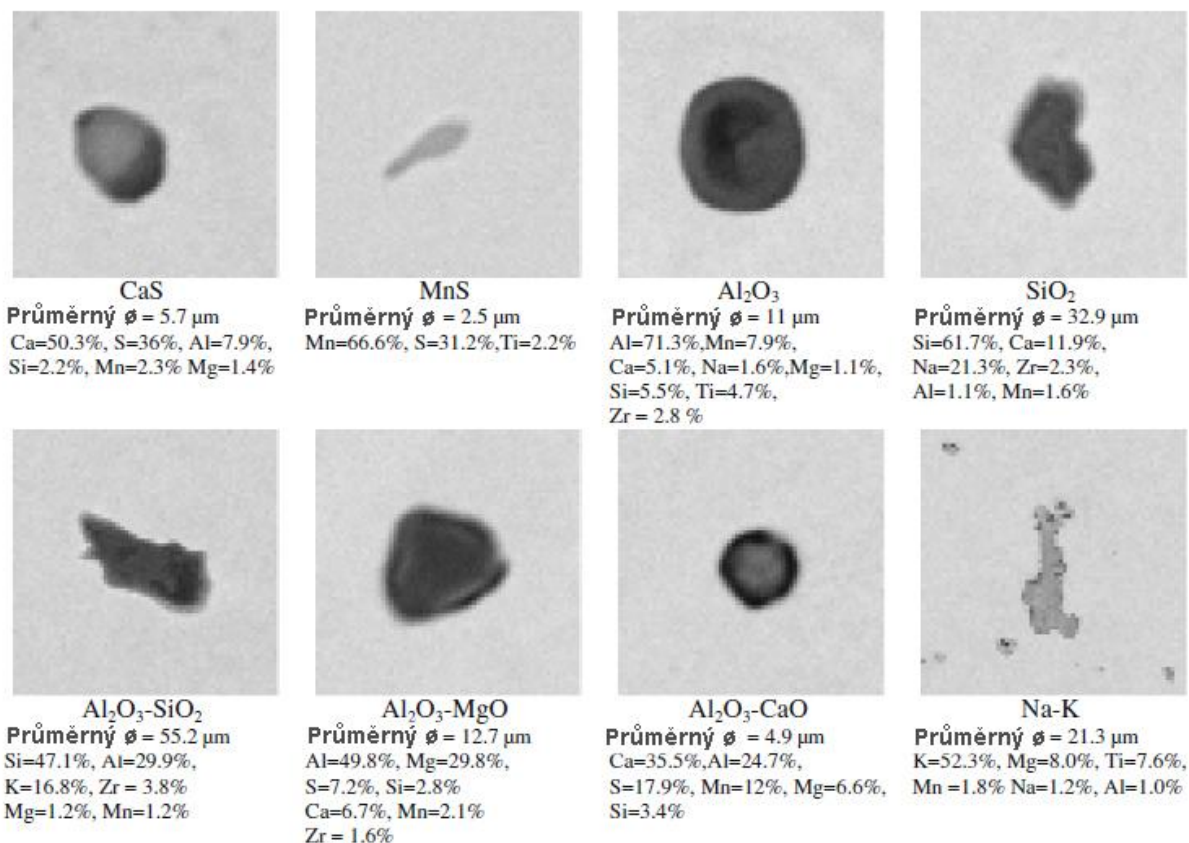 CaS
Průměrný ø = 5.7 µm
Ca=50.3%, S=36%, Al=7.9%,
Si=2.2%, Mn=2.3% Mg=1.4%
MnS
Průměrný ø = 2.5 µm
Mn=66.6%, S=31.2%,Ti=2.2%
Al₂O₃
Průměrný ø = 11 µm
Al=71.3%,Mn=7.9%,
Ca=5.1%, Na=1.6%,Mg=1.1%,
Si=5.5%, Ti=4.7%,
Zr = 2.8 %
SiO₂
Průměrný ø = 32.9 µm
Si=61.7%, Ca=11.9%,
Na=21.3%, Zr=2.3%,
Al=1.1%, Mn=1.6%
Al₂O₃-SiO₂
Průměrný ø = 55.2 µm
Si=47.1%, Al=29.9%,
K=16.8%, Zr = 3.8%
Mg=1.2%, Mn=1.2%
Al₂O₃-MgO
Průměrný ø = 12.7 µm
Al=49.8%, Mg=29.8%,
S=7.2%, Si=2.8%
Ca=6.7%, Mn=2.1%
Zr = 1.6%
Al₂O₃-CaO
Průměrný ø = 4.9 µm
Ca=35.5%,Al=24.7%,
S=17.9%, Mn=12%, Mg=6.6%,
Si=3.4%
Na-K
Průměrný ø = 21.3 µm
K=52.3%, Mg=8.0%, Ti=7.6%,
Mn =1.8% Na=1.2%, Al=1.0%